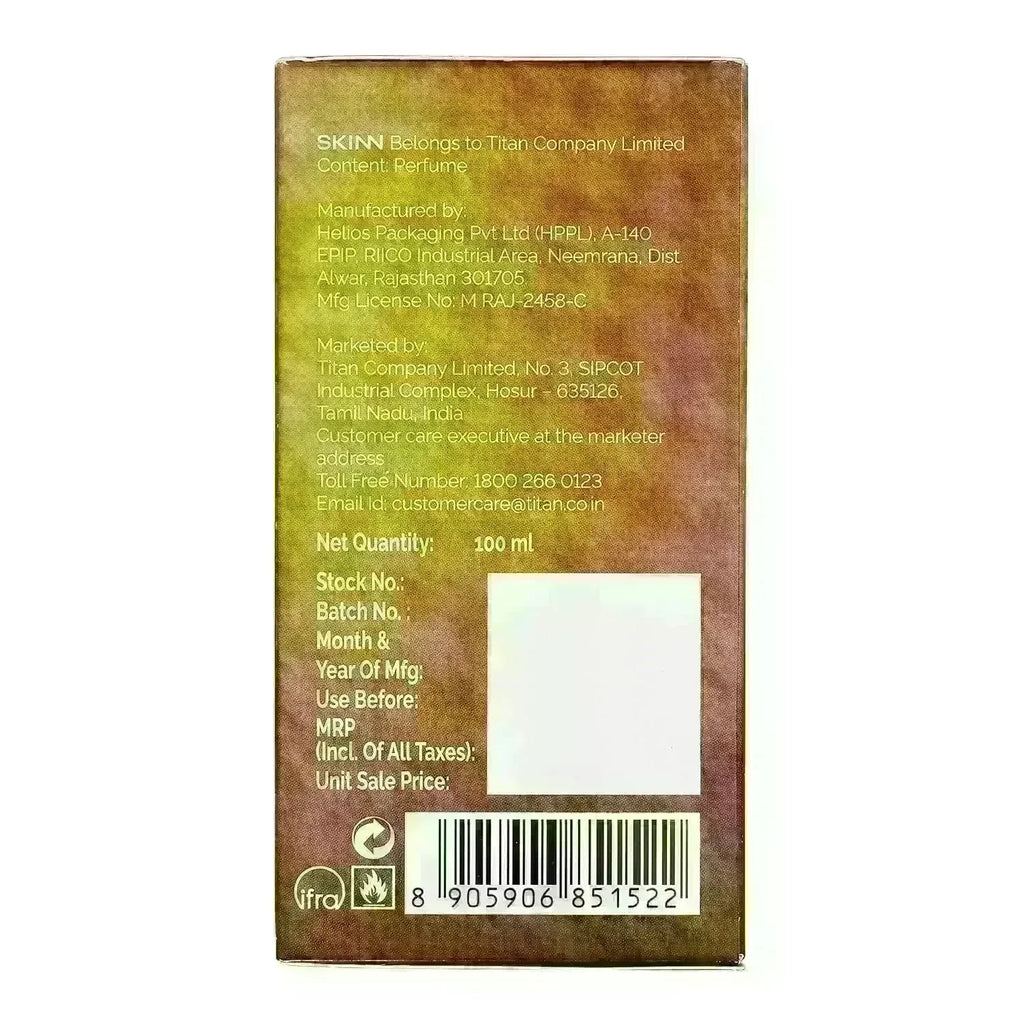 SKINN Belongs to Titan Company Limited
Content: Perfume
Manufactured by:
Helios Packaging Pvt Ltd (HPPL), A-140
EPIP, RIICO Industrial Area, Neemrana, Dist.
Alwar, Rajasthan 301705
Mfg License No: M RAJ-2458-C
Marketed by:
Titan Company Limited, No. 3, SIPCOT
Industrial Complex, Hosur - 635126,
Tamil Nadu, India
Customer care executive at the marketer
address
Toll Free Number: 1800 266 0123
Email Id: customercare@titan.co.in
Net Quantity: 100 ml
Stock No.:
Batch No. :
Month &
Year Of Mfg:
Use Before:
MRP
(Incl. Of All Taxes):
Unit Sale Price:
ifra
8 905906 851522